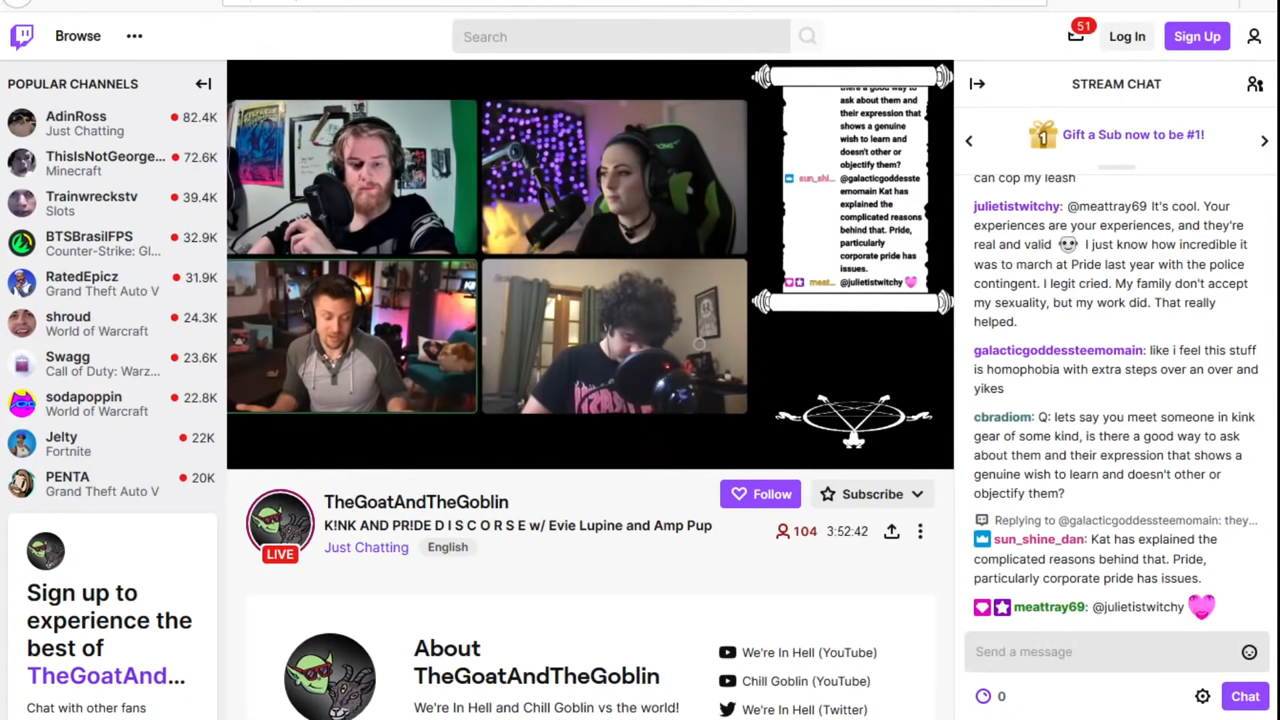 Browse
Search
51
Log In
Sign Up
POPULAR CHANNELS
AdinRoss
82.4K
Just Chatting
ThisIsNotGeorge...
72.6K
Minecraft
Trainwreckstv
39.4K
Slots
BTSBrasilFPS
32.9K
Counter-Strike: Gl...
RatedEpicz
31.9K
Grand Theft Auto V
shroud
24.3K
World of Warcraft
Swagg
23.6K
Call of Duty: Warz...
sodapoppin
22.8K
World of Warcraft
Jelty
22K
Fortnite
PENTA
20K
Grand Theft Auto V
Sign up to
experience the
best of
TheGoatAnd...
Chat with other fans
there a good way to
ask about them and
their expression that
shows a genuine
wish to learn and
doesn't other or
objectify them?
sun_shi... @galacticgoddesste
emomain Kat has
explained the
complicated reasons
behind that. Pride,
particularly
corporate pride has
issues.
meat... @julietistwitchy
TheGoatAndTheGoblin
Follow
Subscribe
K!NK AND PR!DE D I S C O R S E w/ Evie Lupine and Amp Pup
104
3:52:42
LIVE
Just Chatting
English
About
TheGoatAndTheGoblin
We're In Hell and Chill Goblin vs the world!
We're In Hell (YouTube)
Chill Goblin (YouTube)
We're In Hell (Twitter)
STREAM CHAT
1
Gift a Sub now to be #1!
can cop my leash
julietistwitchy: @meattray69 It's cool. Your
experiences are your experiences, and they're
real and valid I just know how incredible it
was to march at Pride last year with the police
contingent. I legit cried. My family don't accept
my sexuality, but my work did. That really
helped.
galacticgoddessteemomain: like i feel this stuff
is homophobia with extra steps over an over and
yikes
cbradiom: Q: lets say you meet someone in kink
gear of some kind, is there a good way to ask
about them and their expression that shows a
genuine wish to learn and doesn't other or
objectify them?
Replying to @galacticgoddessteemomain: they...
sun_shine_dan: Kat has explained the
complicated reasons behind that. Pride,
particularly corporate pride has issues.
meattray69: @julietistwitchy
Send a message
0
Chat